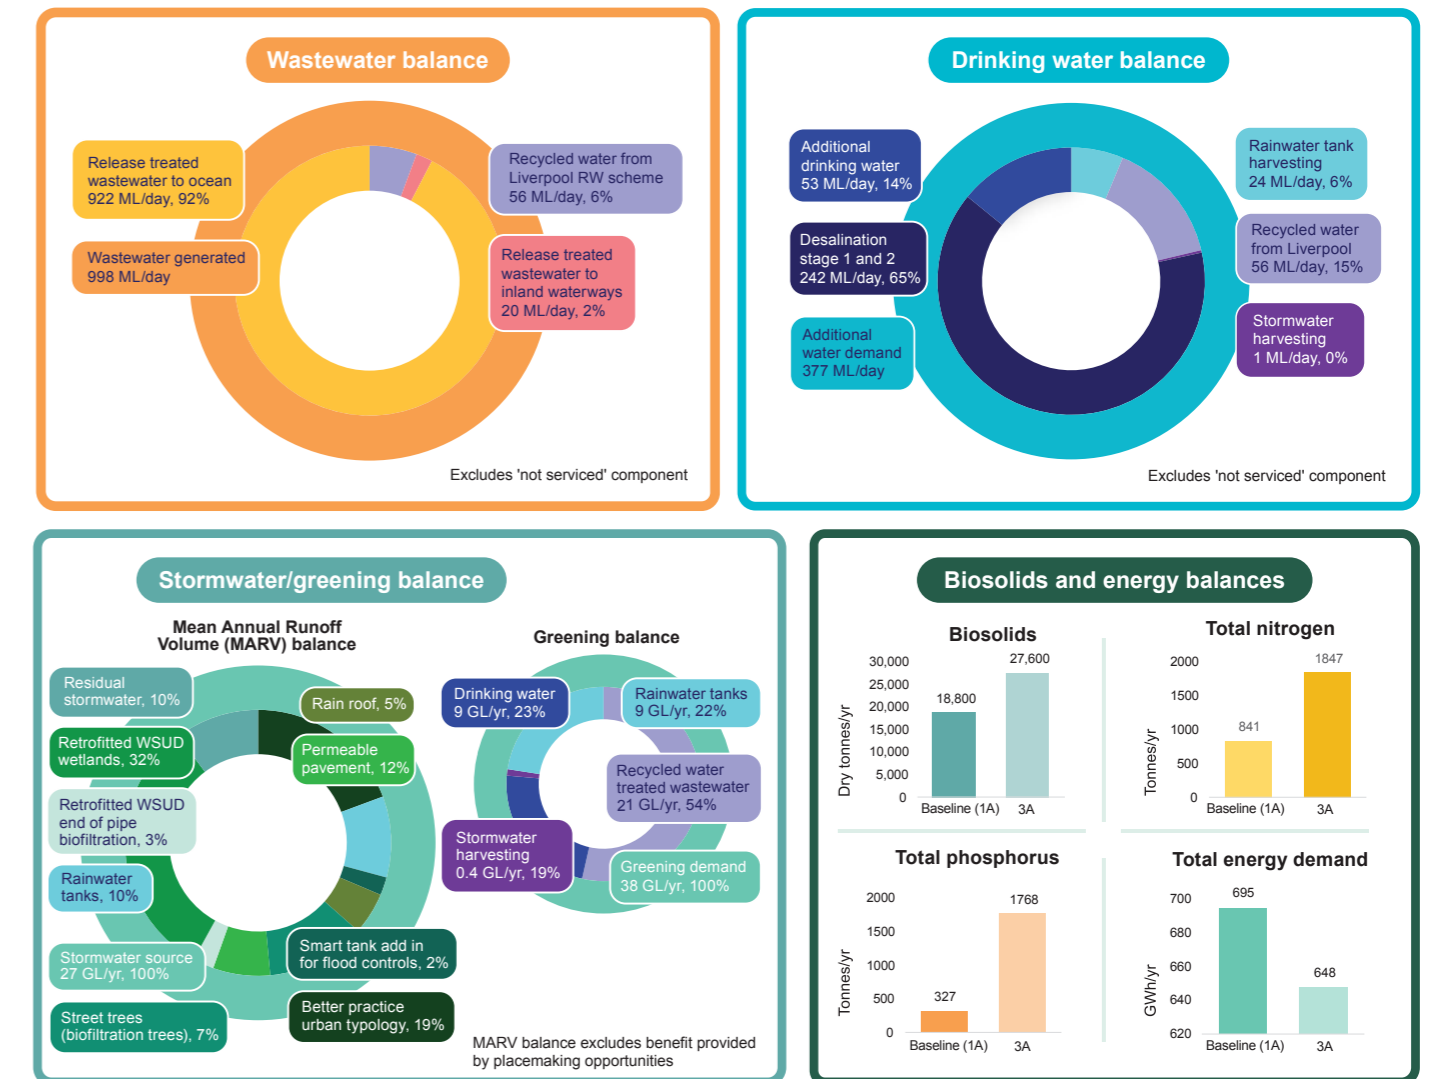 Wastewater balance
Release treated
wastewater to ocean
922 ML/day, 92%
Wastewater generated
998 ML/day
Recycled water from
Liverpool RW scheme
56 ML/day, 6%
Release treated
wastewater to
inland waterways
20 ML/day, 2%
Excludes 'not serviced' component
Drinking water balance
Additional
drinking water
53 ML/day, 14%
Desalination
stage 1 and 2
242 ML/day, 65%
Additional
water demand
377 ML/day
Rainwater tank
harvesting
24 ML/day, 6%
Recycled water
from Liverpool
56 ML/day, 15%
Stormwater
harvesting
1 ML/day, 0%
Excludes 'not serviced' component
Stormwater/greening balance
Mean Annual Runoff
Volume (MARV) balance
Residual
stormwater, 10%
Retrofitted WSUD
wetlands, 32%
Retrofitted WSUD
end of pipe
biofiltration, 3%
Rainwater
tanks, 10%
Stormwater source
27 GL/yr, 100%
Street trees
(biofiltration trees), 7%
Rain roof, 5%
Permeable
pavement, 12%
Smart tank add in
for flood controls, 2%
Better practice
urban typology, 19%
Greening balance
Drinking water
9 GL/yr, 23%
Rainwater tanks
9 GL/yr, 22%
Recycled water
treated wastewater
21 GL/yr, 54%
Stormwater
harvesting
0.4 GL/yr, 19%
Greening demand
38 GL/yr, 100%
MARV balance excludes benefit provided
by placemaking opportunities
Biosolids and energy balances
Biosolids
Dry tonnes/yr
30,000
25,000
20,000
15,000
10,000
5,000
0
18,800
27,600
Baseline (1A)
3A
Total nitrogen
Tonnes/yr
2000
1500
1000
500
0
841
1847
Baseline (1A)
3A
Total phosphorus
Tonnes/yr
2000
1500
1000
500
0
327
1768
Baseline (1A)
3A
Total energy demand
GWh/yr
700
680
660
640
620
695
648
Baseline (1A)
3A